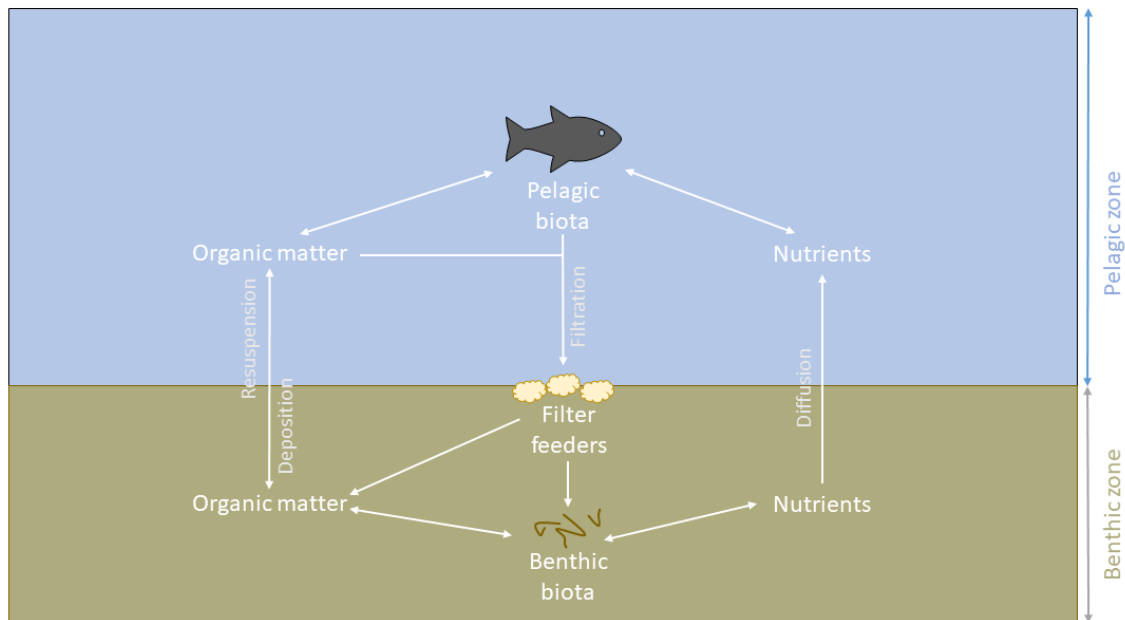 Pelagic
biota
Organic matter
Nutrients
Resuspension
Deposition
Filtration
Diffusion
Filter
feeders
Organic matter
Nutrients
Benthic
biota
Pelagic zone
Benthic zone